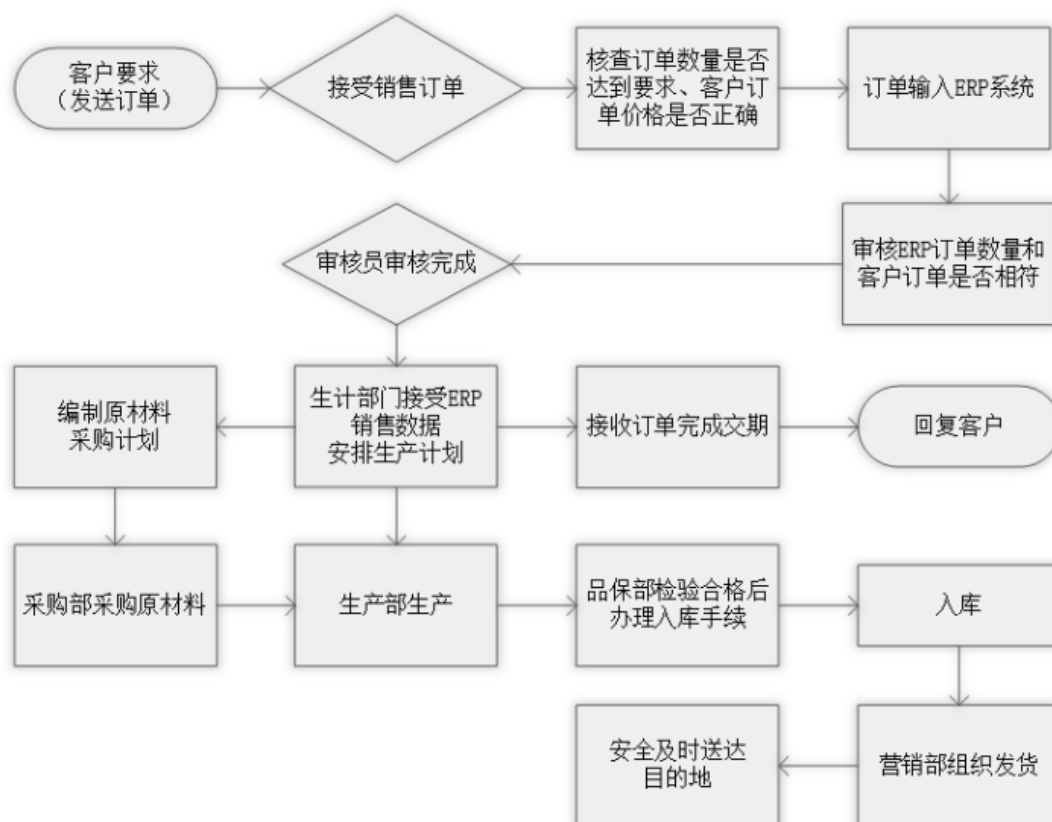 客户要求
（发送订单）
接受销售订单
核查订单数量是否
达到要求、客户订
单价格是否正确
订单输入ERP系统
审核ERP订单数量和
客户订单是否相符
审核员审核完成
编制原材料
采购计划
生计部门接受ERP
销售数据
安排生产计划
接收订单完成交期
回复客户
采购部采购原材料
生产部生产
品保部检验合格后
办理入库手续
入库
安全及时送达
目的地
营销部组织发货